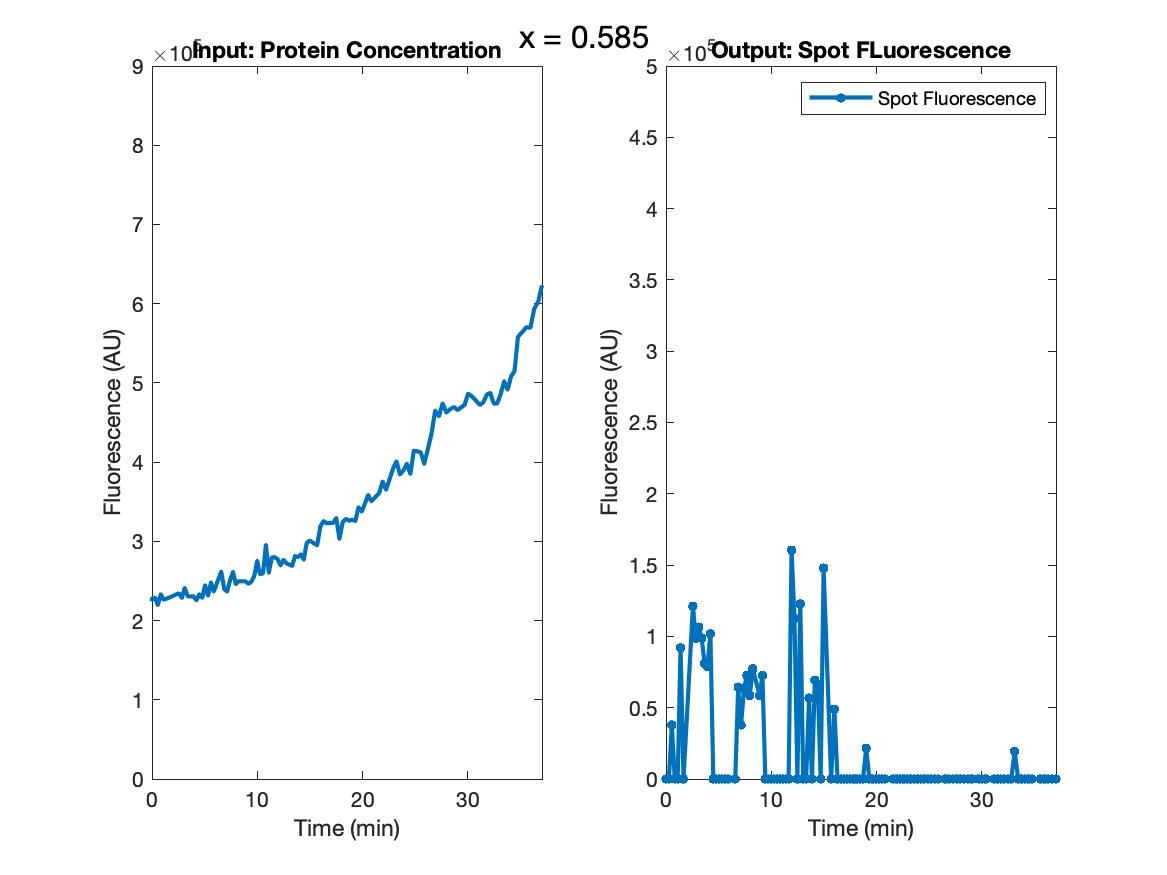 x = 0.585
×10⁵
Input: Protein Concentration
9
8
7
6
5
4
3
2
1
0
Fluorescence (AU)
0 10 20 30
Time (min)
×10⁵
Output: Spot FLuorescence
Spot Fluorescence
5
4.5
4
3.5
3
2.5
2
1.5
1
0.5
0
Fluorescence (AU)
0 10 20 30
Time (min)